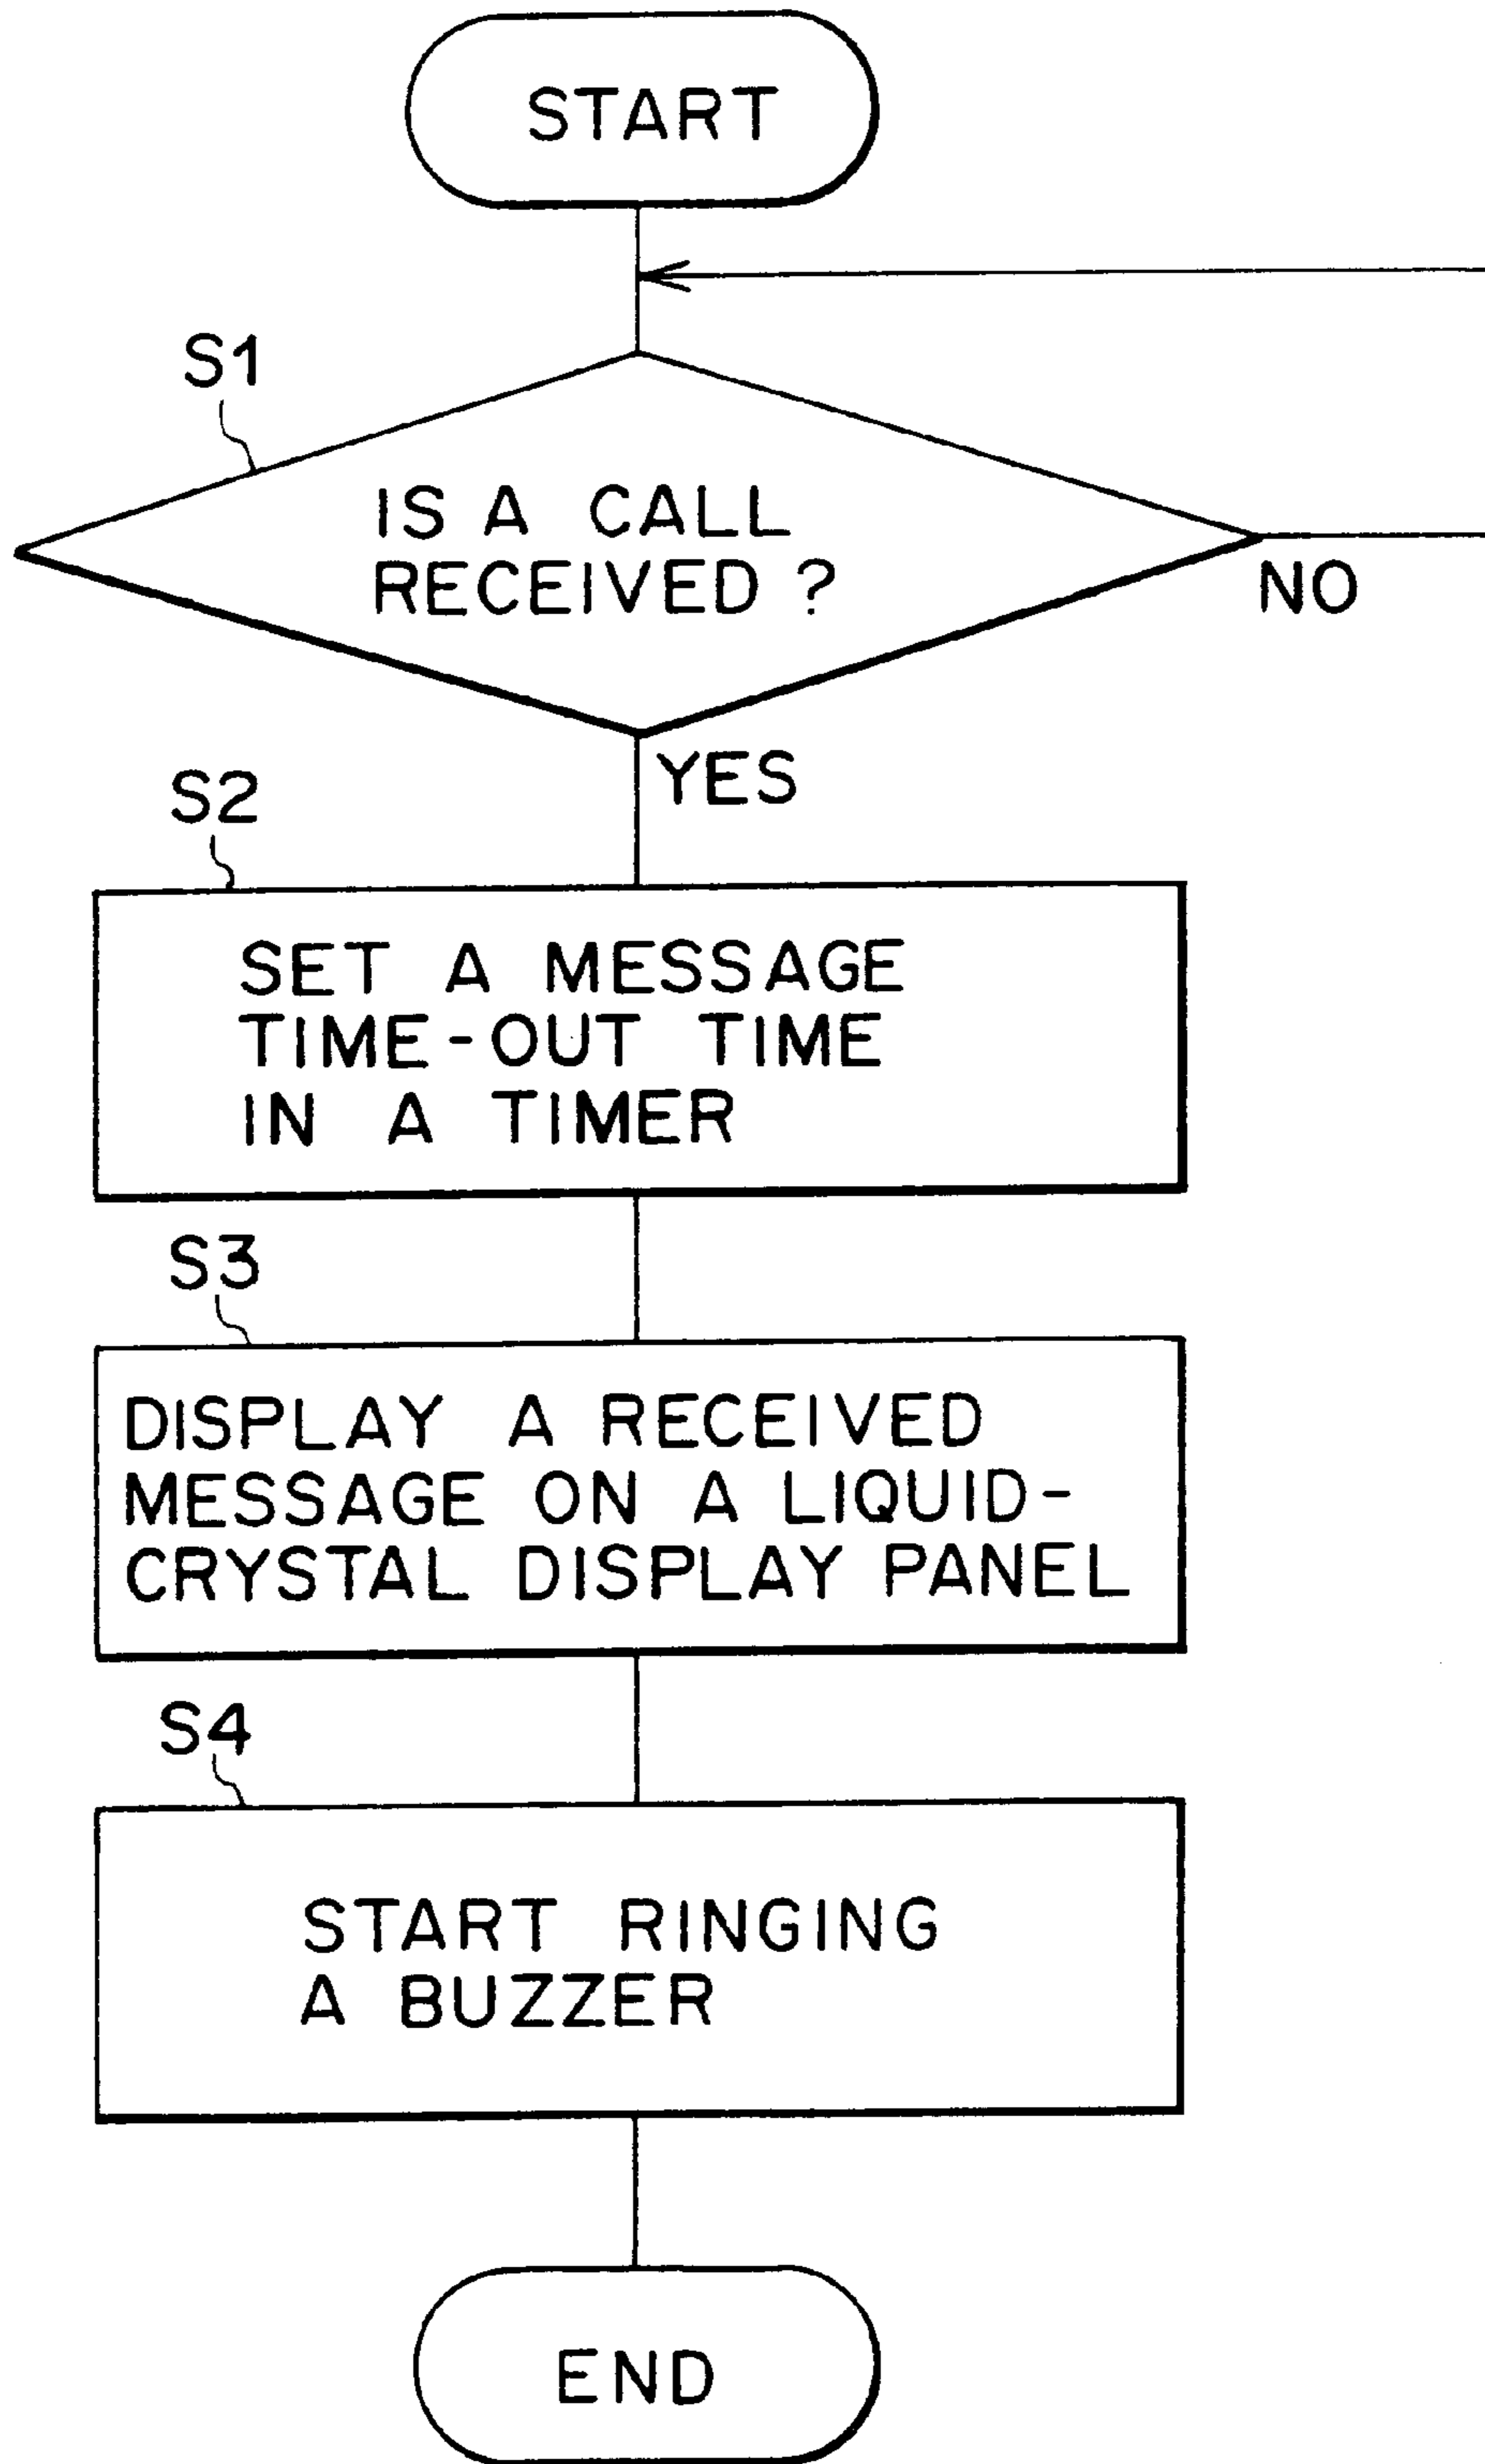 START
S1
IS A CALL
RECEIVED ?
NO
YES
S2
SET A MESSAGE
TIME-OUT TIME
IN A TIMER
S3
DISPLAY A RECEIVED
MESSAGE ON A LIQUID-
CRYSTAL DISPLAY PANEL
S4
START RINGING
A BUZZER
END